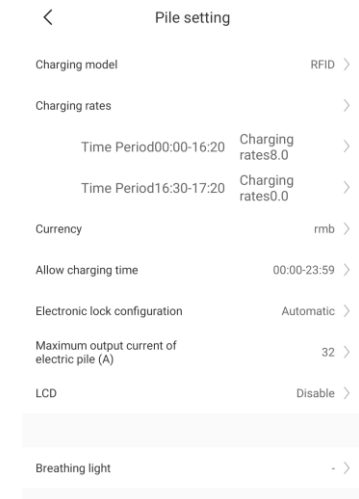 Pile setting
Charging model RFID
Charging rates
Time Period00:00-16:20 Charging
rates8.0
Time Period16:30-17:20 Charging
rates0.0
Currency rmb
Allow charging time 00:00-23:59
Electronic lock configuration Automatic
Maximum output current of
electric pile (A) 32
LCD Disable
Breathing light -